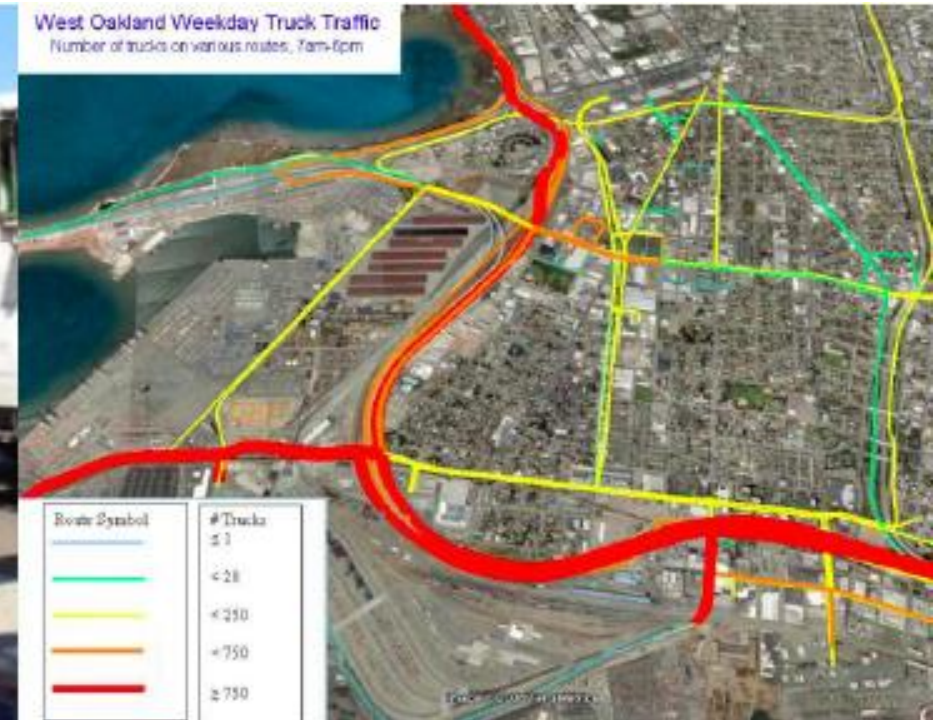 West Oakland Weekday Truck Traffic
Number of trucks on various routes, 7am-6pm
Route Symbol
# Trucks
≤ 1
< 20
< 250
< 750
≥ 750